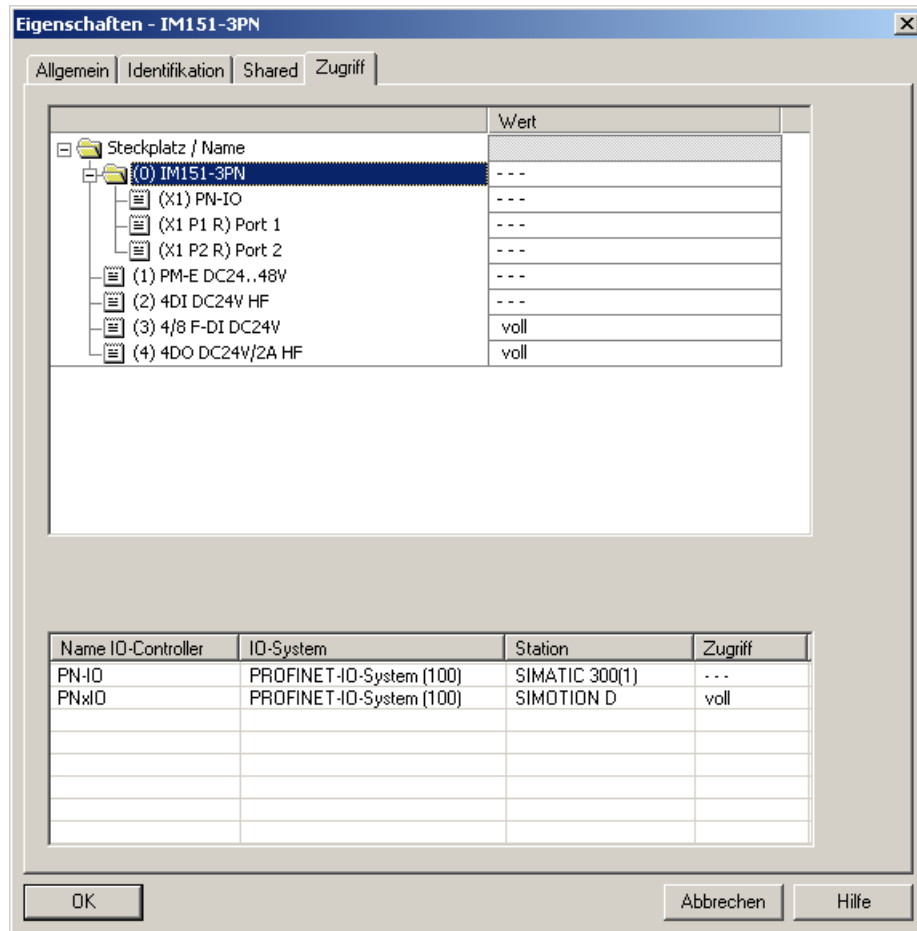 Eigenschaften - IM151-3PN
Allgemein Identifikation Shared Zugriff
Wert
Steckplatz / Name
(0) IM151-3PN - - -
(X1) PN-IO - - -
(X1 P1 R) Port 1 - - -
(X1 P2 R) Port 2 - - -
(1) PM-E DC24..48V - - -
(2) 4DI DC24V HF - - -
(3) 4/8 F-DI DC24V voll
(4) 4DO DC24V/2A HF voll
Name IO-Controller IO-System Station Zugriff
PN-IO PROFINET-IO-System (100) SIMATIC 300(1) - - -
PNxIO PROFINET-IO-System (100) SIMOTION D voll
OK Abbrechen Hilfe